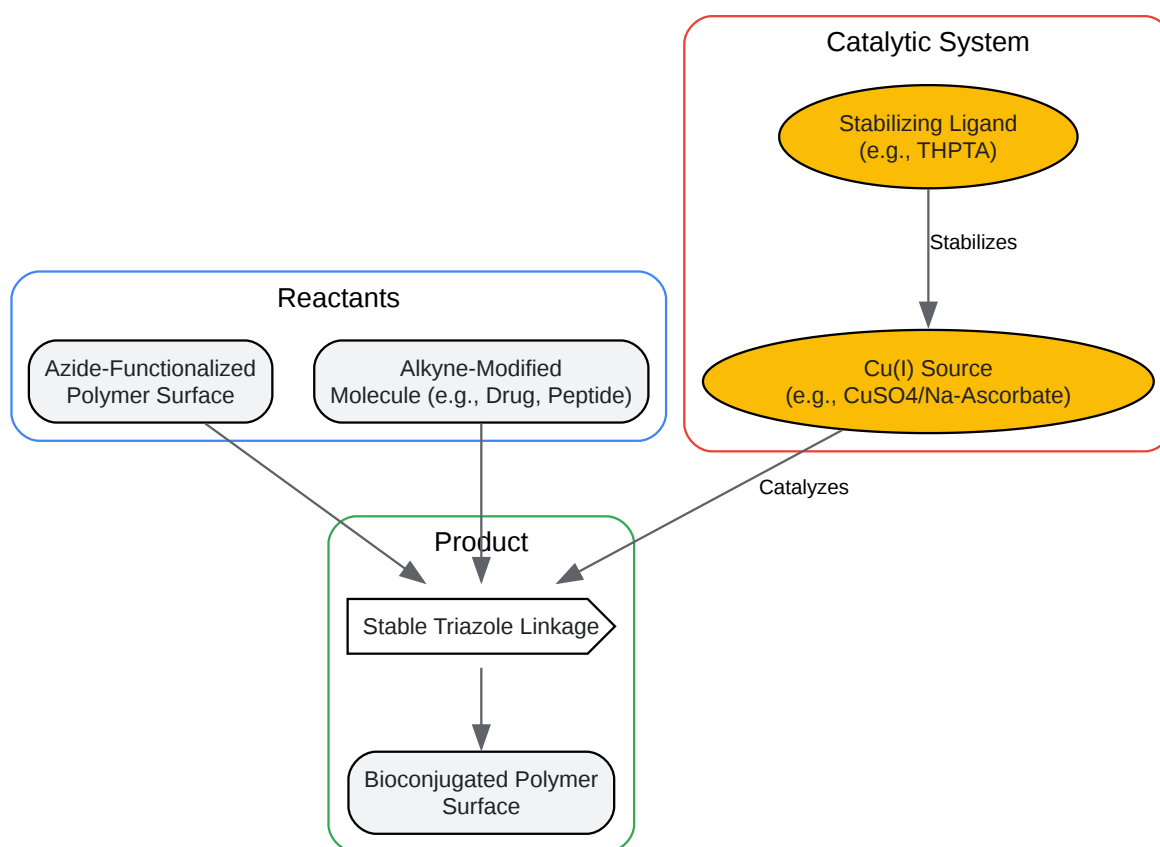 Catalytic System
Stabilizing Ligand
(e.g., THPTA)
Stabilizes
Reactants
Azide-Functionalized
Polymer Surface
Alkyne-Modified
Molecule (e.g., Drug, Peptide)
Cu(I) Source
(e.g., CuSO4/Na-Ascorbate)
Catalyzes
Product
Stable Triazole Linkage
Bioconjugated Polymer
Surface